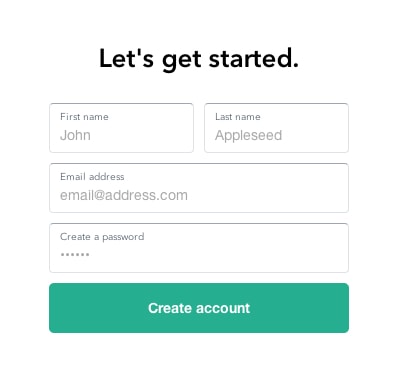 Let's get started.
First name
Last name
John
Appleseed
Email address
email@address.com
Create a password
••••••
Create account